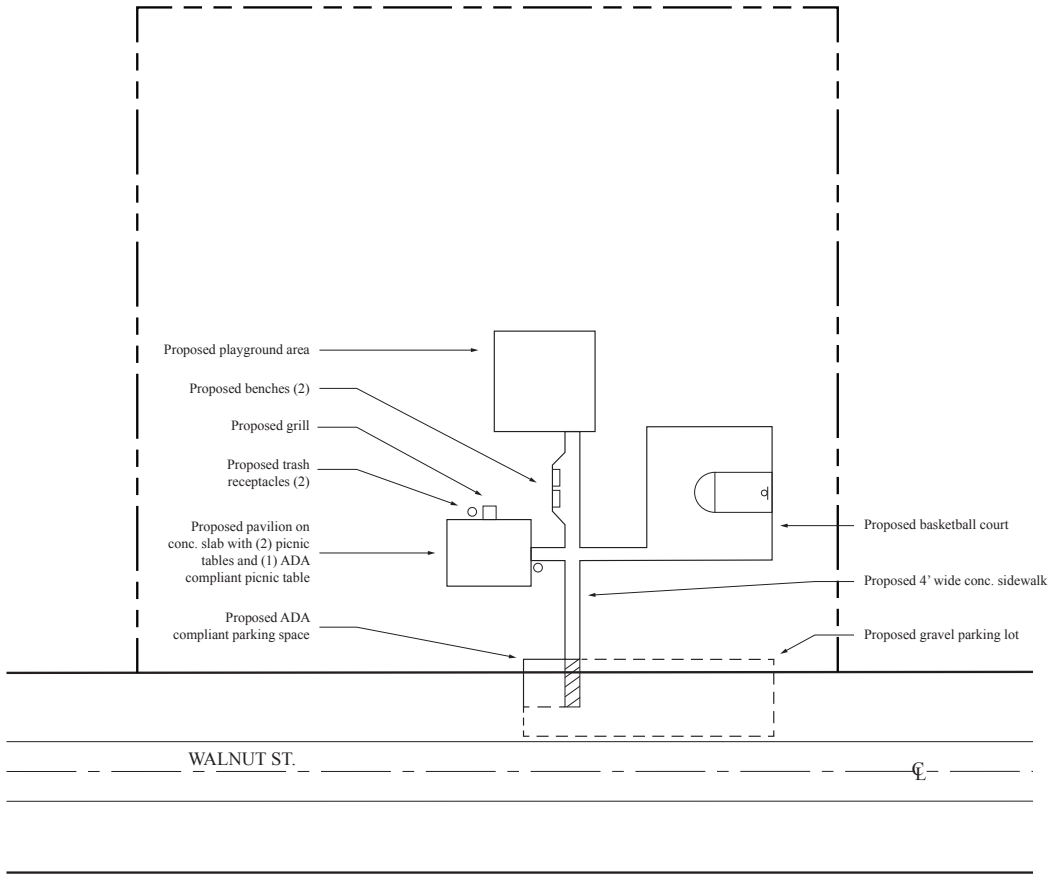 Proposed playground area
Proposed benches (2)
Proposed grill
Proposed trash
receptacles (2)
Proposed pavilion on
conc. slab with (2) picnic
tables and (1) ADA
compliant picnic table
Proposed ADA
compliant parking space
Proposed basketball court
Proposed 4’ wide conc. sidewalk
Proposed gravel parking lot
WALNUT ST.
℄